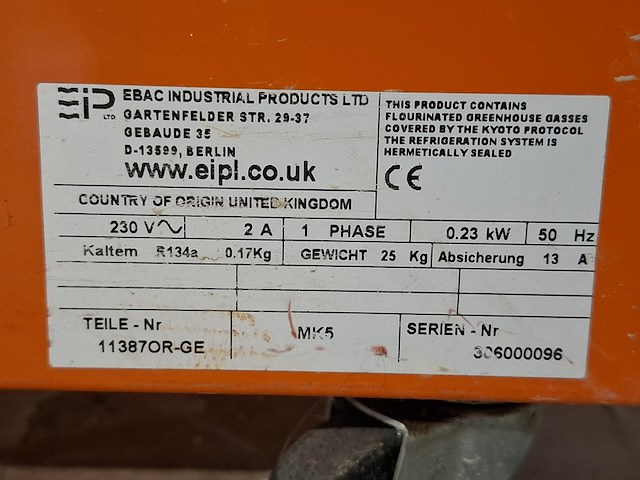 EIP LTD
EBAC INDUSTRIAL PRODUCTS LTD
GARTENFELDER STR. 29-37
GEBAUDE 35
D-13599, BERLIN
www.eipl.co.uk
THIS PRODUCT CONTAINS
FLOURINATED GREENHOUSE GASSES
COVERED BY THE KYOTO PROTOCOL
THE REFRIGERATION SYSTEM IS
HERMETICALLY SEALED
CE
COUNTRY OF ORIGIN UNITED KINGDOM
230 V~ 2 A 1 PHASE 0.23 kW 50 Hz
Kaltem R134a 0.17Kg GEWICHT 25 Kg Absicherung 13 A
TEILE - Nr MK5 SERIEN - Nr
11387OR-GE 306000096